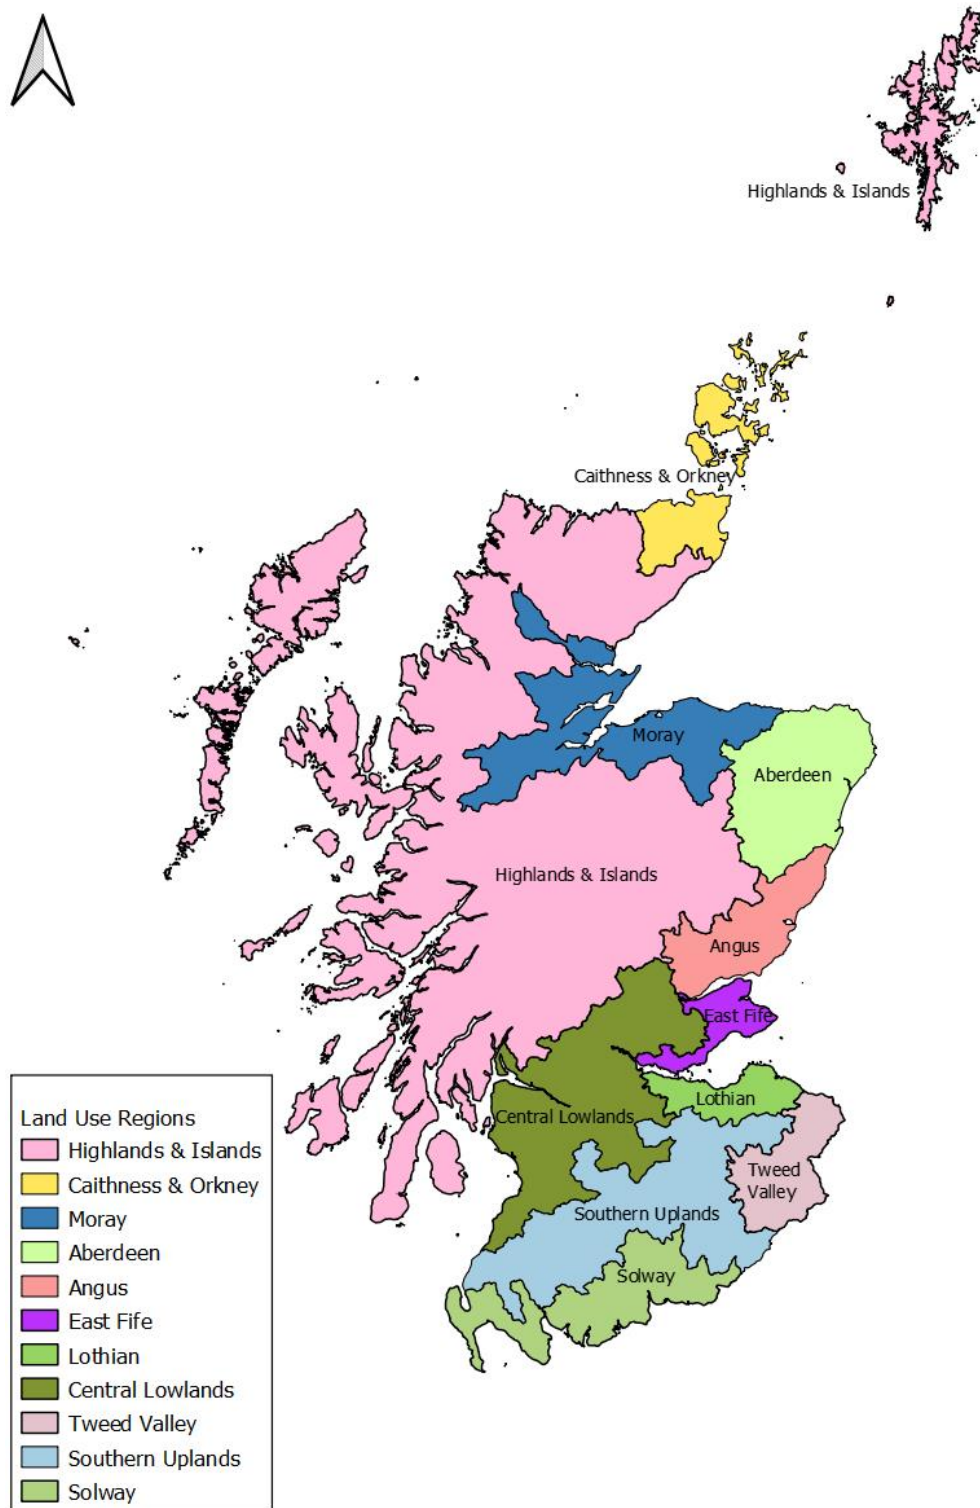 Highlands & Islands
Caithness & Orkney
Moray
Aberdeen
Highlands & Islands
Angus
East Fife
Lothian
Central Lowlands
Tweed
Valley
Southern Uplands
Solway
Land Use Regions
Highlands & Islands
Caithness & Orkney
Moray
Aberdeen
Angus
East Fife
Lothian
Central Lowlands
Tweed Valley
Southern Uplands
Solway